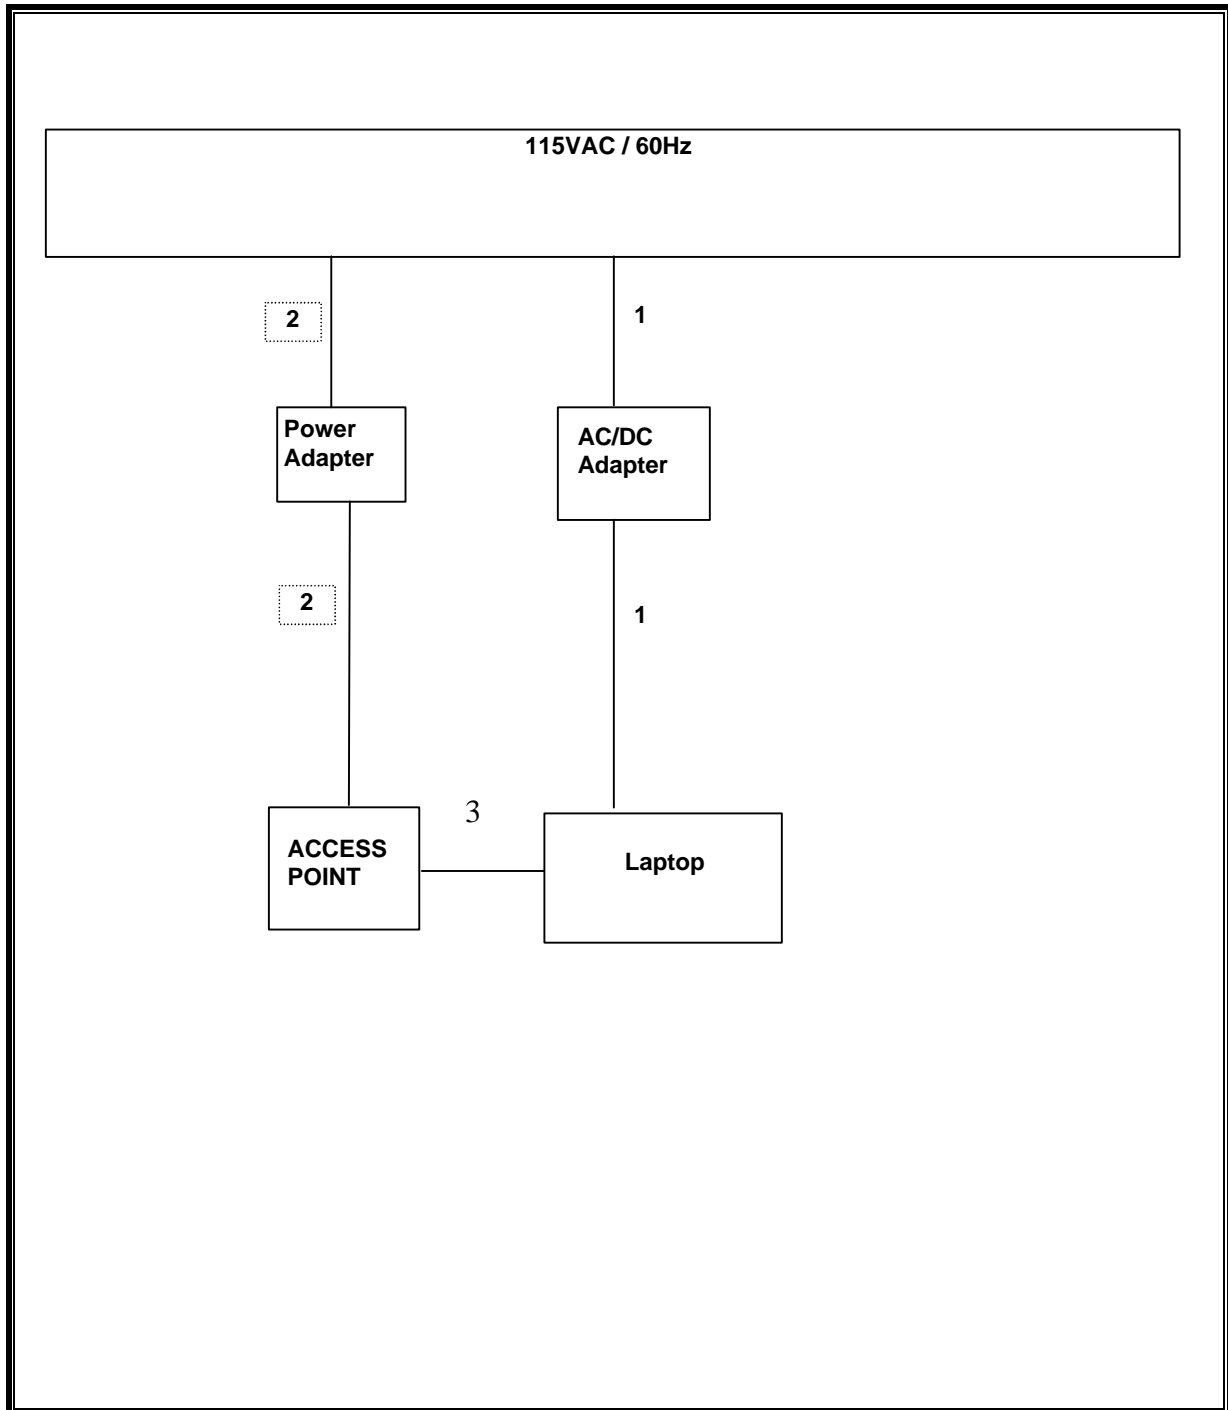 115VAC / 60Hz
2
1
Power
Adapter
AC/DC
Adapter
2
1
3
ACCESS
POINT
Laptop